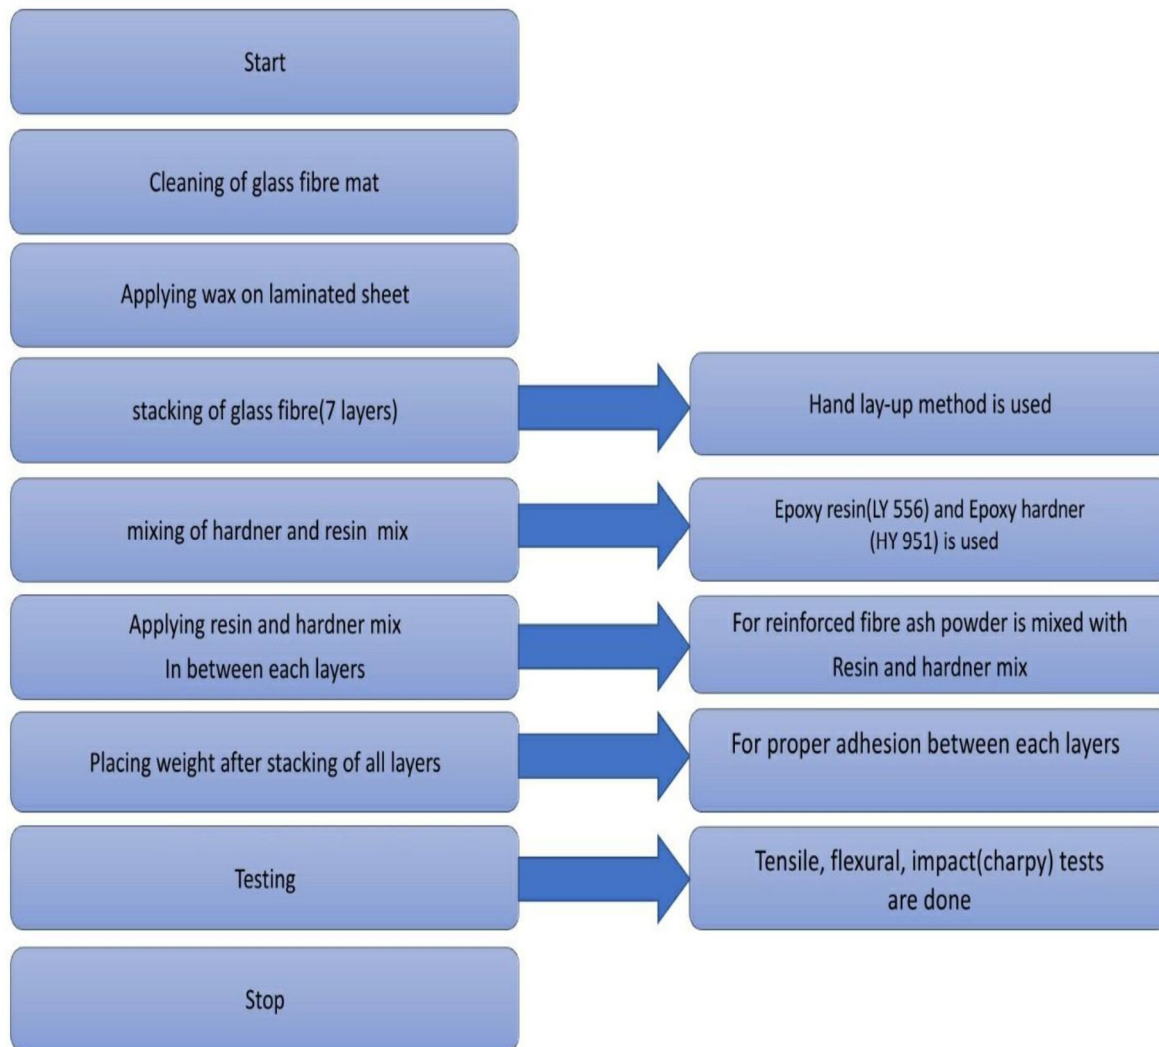 Start
Cleaning of glass fibre mat
Applying wax on laminated sheet
stacking of glass fibre(7 layers)
Hand lay-up method is used
mixing of hardner and resin mix
Epoxy resin(LY 556) and Epoxy hardner
(HY 951) is used
Applying resin and hardner mix
In between each layers
For reinforced fibre ash powder is mixed with
Resin and hardner mix
Placing weight after stacking of all layers
For proper adhesion between each layers
Testing
Tensile, flexural, impact(charpy) tests
are done
Stop